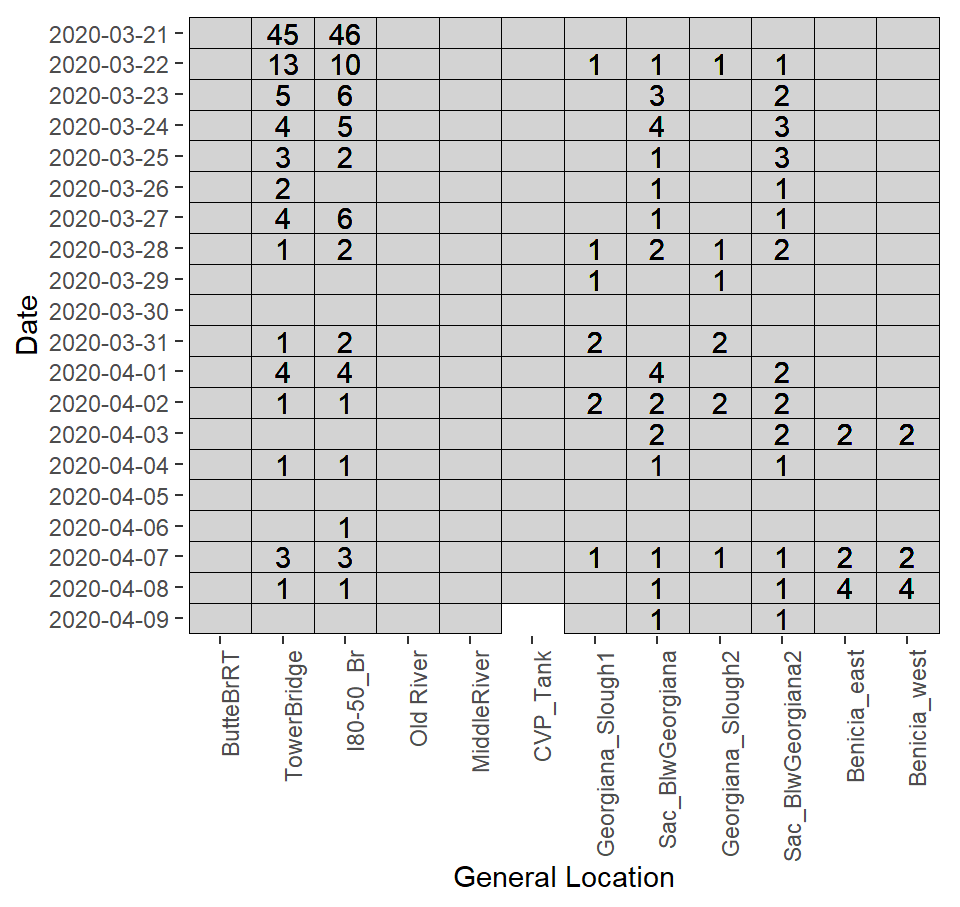 2020-03-21 45 46
2020-03-22 13 10 1 1 1 1
2020-03-23 5 6 3 2
2020-03-24 4 5 4 3
2020-03-25 3 2 1 3
2020-03-26 2 1 1
2020-03-27 4 6 1 1
2020-03-28 1 2 1 2 1 2
2020-03-29 1 1
2020-03-30
2020-03-31 1 2 2 2
2020-04-01 4 4 4 2
2020-04-02 1 1 2 2 2 2
2020-04-03 2 2 2 2
2020-04-04 1 1 1 1
2020-04-05
2020-04-06 1
2020-04-07 3 3 1 1 1 1 2 2
2020-04-08 1 1 1 1 4 4
2020-04-09 1 1
Date
ButteBrRT
TowerBridge
I80-50_Br
Old River
MiddleRiver
CVP_Tank
Georgiana_Slough1
Sac_BlwGeorgiana
Georgiana_Slough2
Sac_BlwGeorgiana2
Benicia_east
Benicia_west
General Location